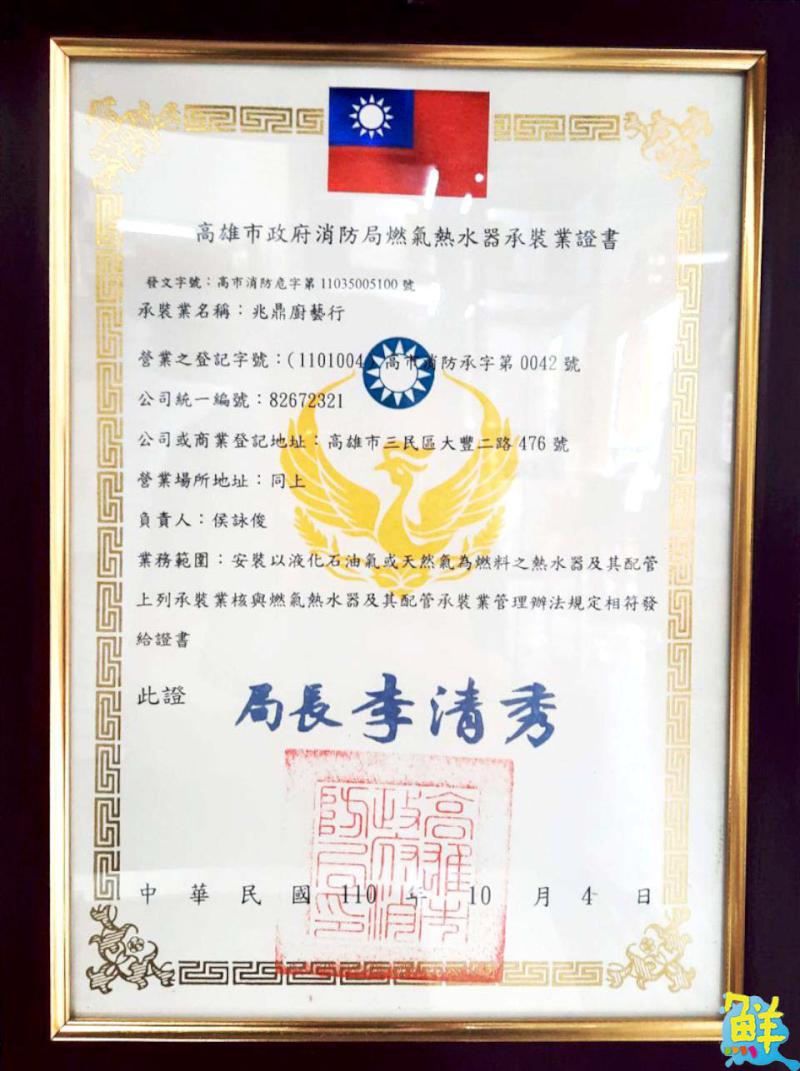 高雄市政府消防局燃氣熱水器承裝業證書
發文字號：高市消防危字第11035005100號
承裝業名稱：兆鼎廚藝行
營業之登記字號：(1101004) 高市消防承字第0042號
公司統一編號：82672321
公司或商業登記地址：高雄市三民區大豐二路476號
營業場所地址：同上
負責人：侯詠俊
業務範圍：安裝以液化石油氣或天然氣為燃料之熱水器及其配管
上列承裝業核與燃氣熱水器及其配管承裝業管理辦法規定相符發
給證書
此證
局長李清秀
高雄市政府消防局印
中華民國110年10月4日
鮮